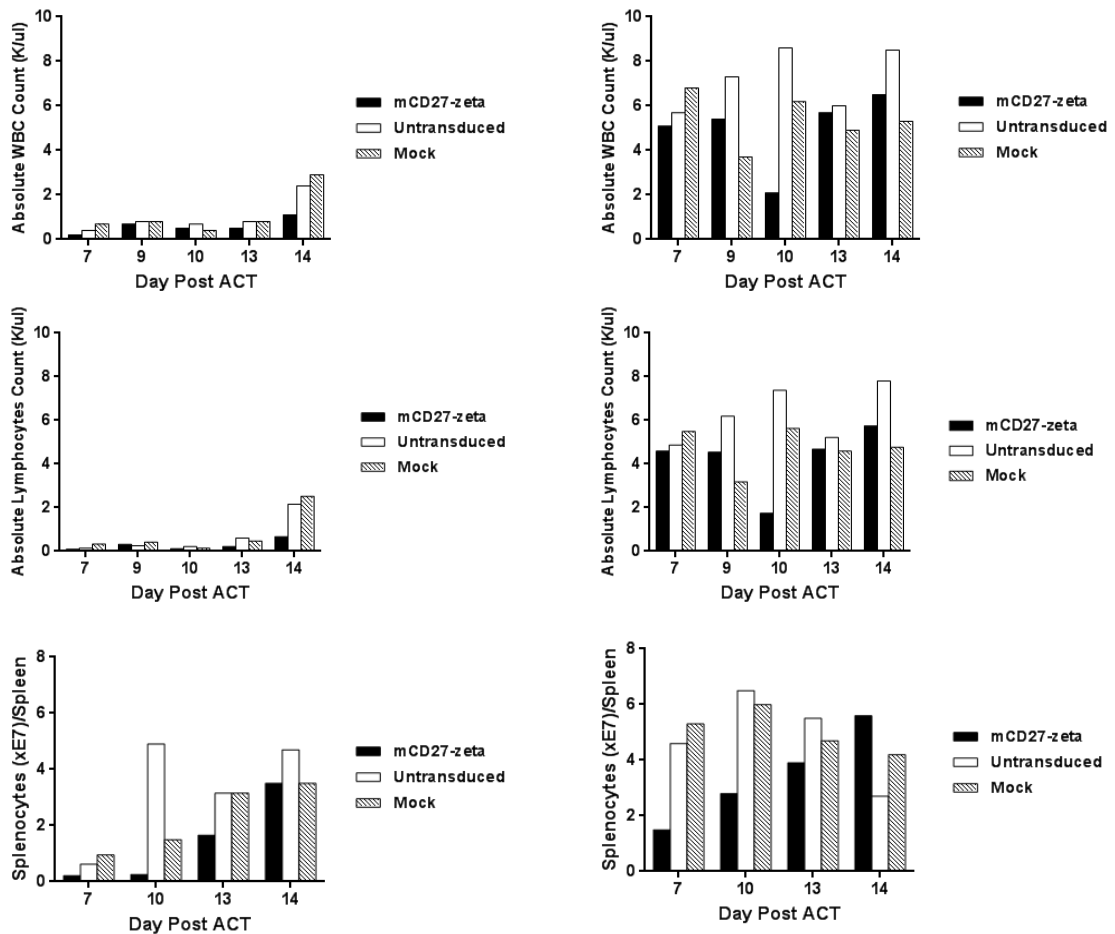 Absolute WBC Count (K/ul)
10
8
6
4
2
0
7 9 10 13 14
Day Post ACT
mCD27-zeta
Untransduced
Mock
Absolute WBC Count (K/ul)
10
8
6
4
2
0
7 9 10 13 14
Day Post ACT
mCD27-zeta
Untransduced
Mock
Absolute Lymphocytes Count (K/ul)
10
8
6
4
2
0
7 9 10 13 14
Day Post ACT
mCD27-zeta
Untransduced
Mock
Absolute Lymphocytes Count (K/ul)
10
8
6
4
2
0
7 9 10 13 14
Day Post ACT
mCD27-zeta
Untransduced
Mock
Splenocytes (xE7)/Spleen
8
6
4
2
0
7 10 13 14
Day Post ACT
mCD27-zeta
Untransduced
Mock
Splenocytes (xE7)/Spleen
8
6
4
2
0
7 10 13 14
Day Post ACT
mCD27-zeta
Untransduced
Mock